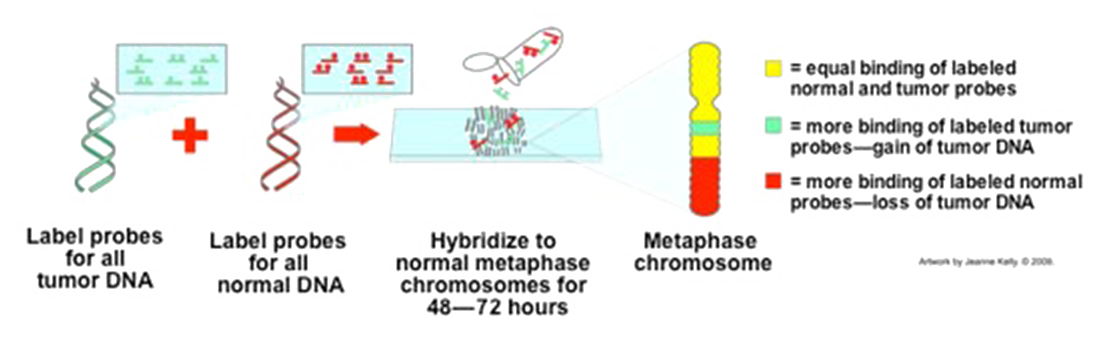 = equal binding of labeled
normal and tumor probes
= more binding of labeled tumor
probes—gain of tumor DNA
= more binding of labeled normal
probes—loss of tumor DNA
Label probes
for all
tumor DNA
Label probes
for all
normal DNA
Hybridize to
normal metaphase
chromosomes for
48—72 hours
Metaphase
chromosome
Artwork by Jeanne Kelly. © 2009.